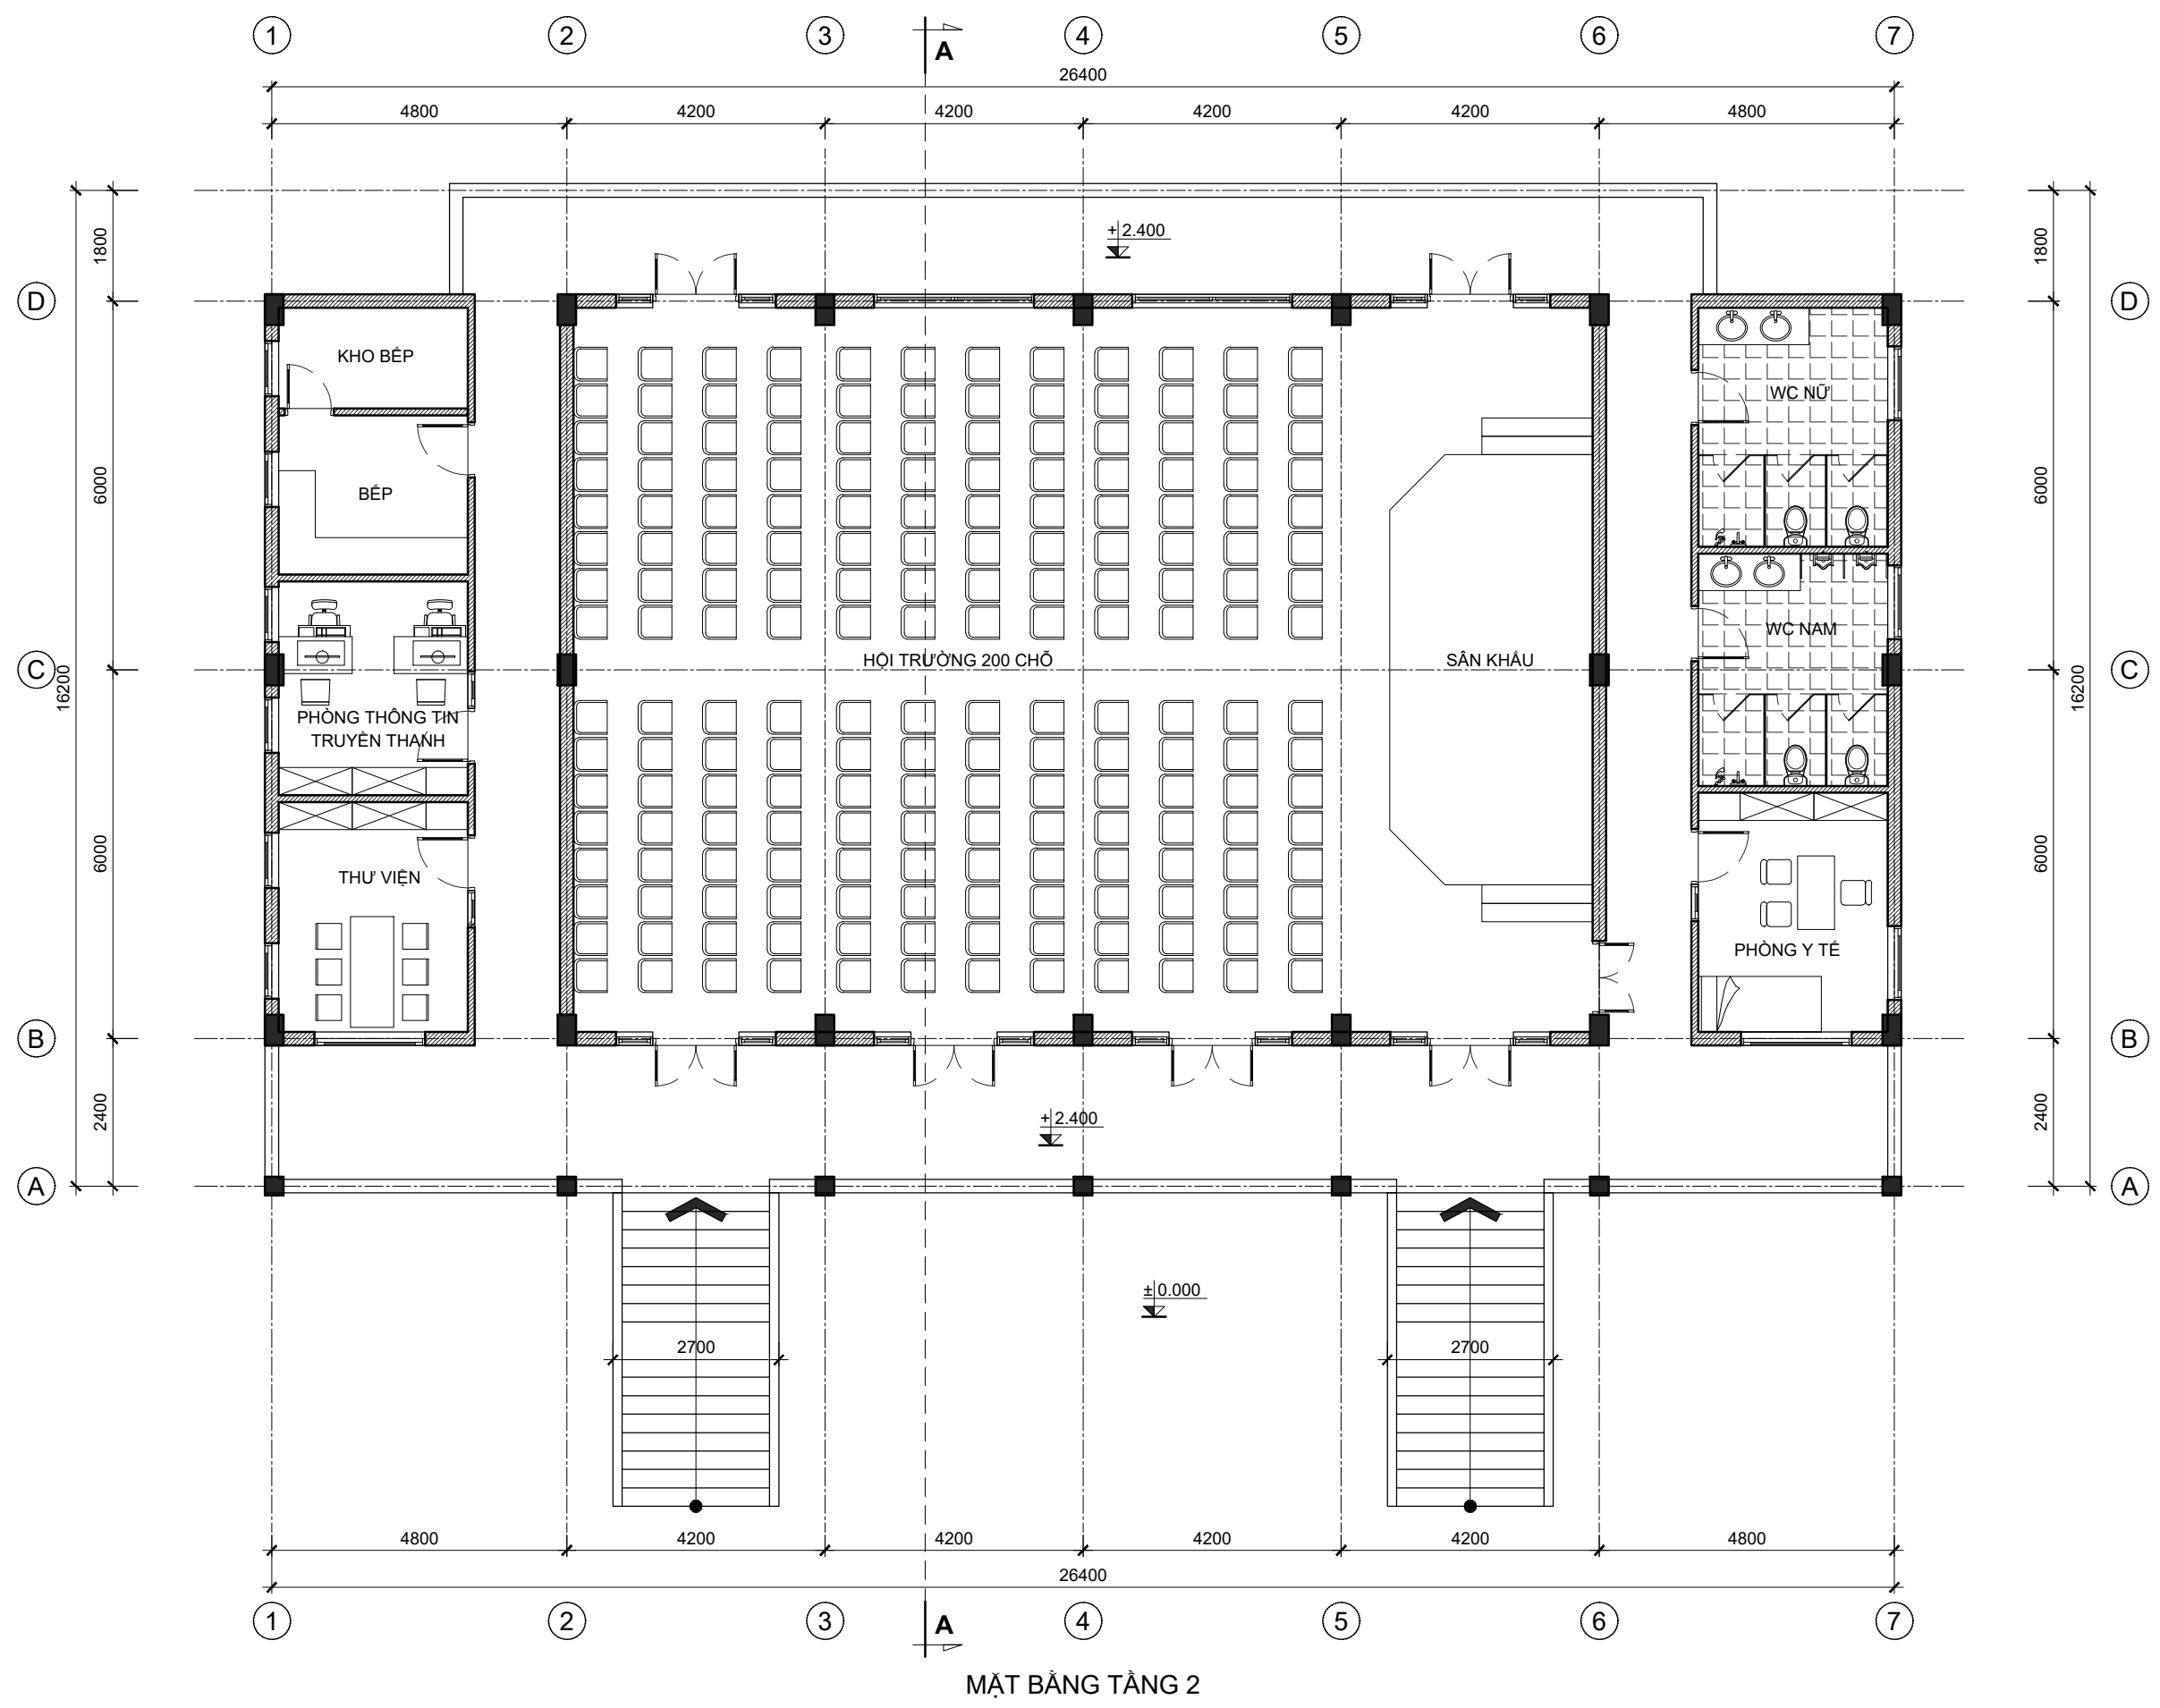 1 2 3 4 5 6 7
A
26400
4800 4200 4200 4200 4200 4800
1800 1800
+ 2.400
D D
KHO BẾP
WC NỮ
6000 6000
BẾP
WC NAM
HỘI TRƯỜNG 200 CHỖ
SÂN KHẤU
C C
16200 16200
PHÒNG THÔNG TIN
TRUYỀN THANH
6000 6000
THƯ VIỆN
PHÒNG Y TẾ
B B
2400 2400
+ 2.400
A A
± 0.000
2700 2700
4800 4200 4200 4200 4200 4800
26400
1 2 3 4 5 6 7
A
MẶT BẰNG TẦNG 2